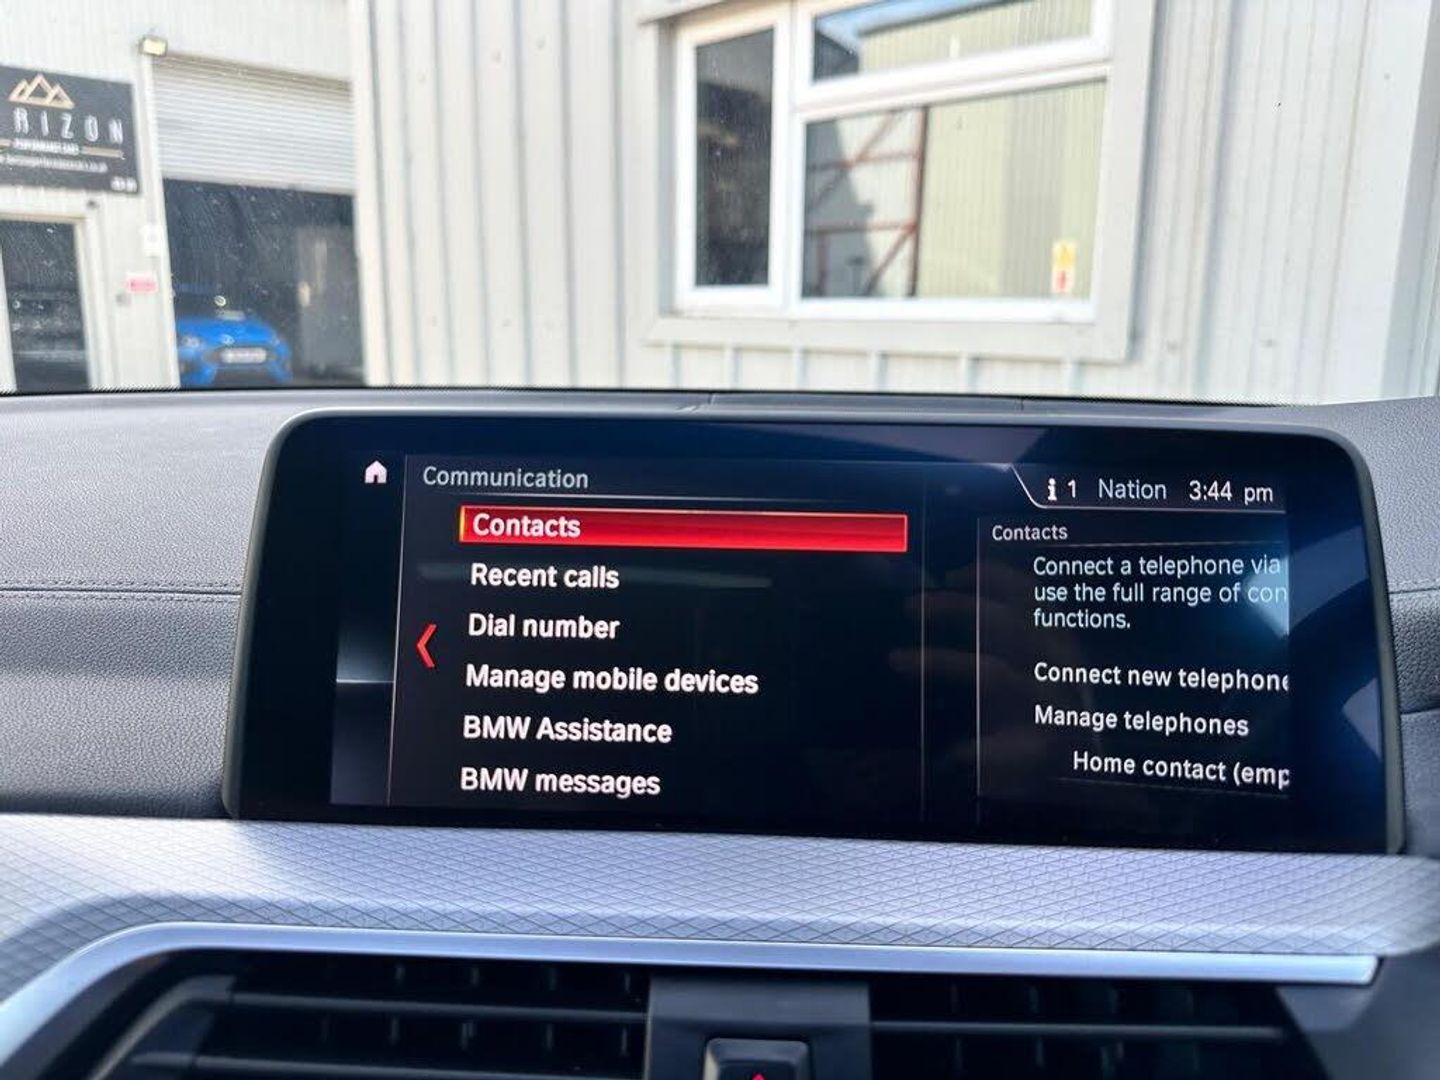 RIZON
Communication
1 Nation 3:44 pm
Contacts
Recent calls
Dial number
Manage mobile devices
BMW Assistance
BMW messages
Contacts
Connect a telephone via
use the full range of con
functions.
Connect new telephone
Manage telephones
Home contact (emp